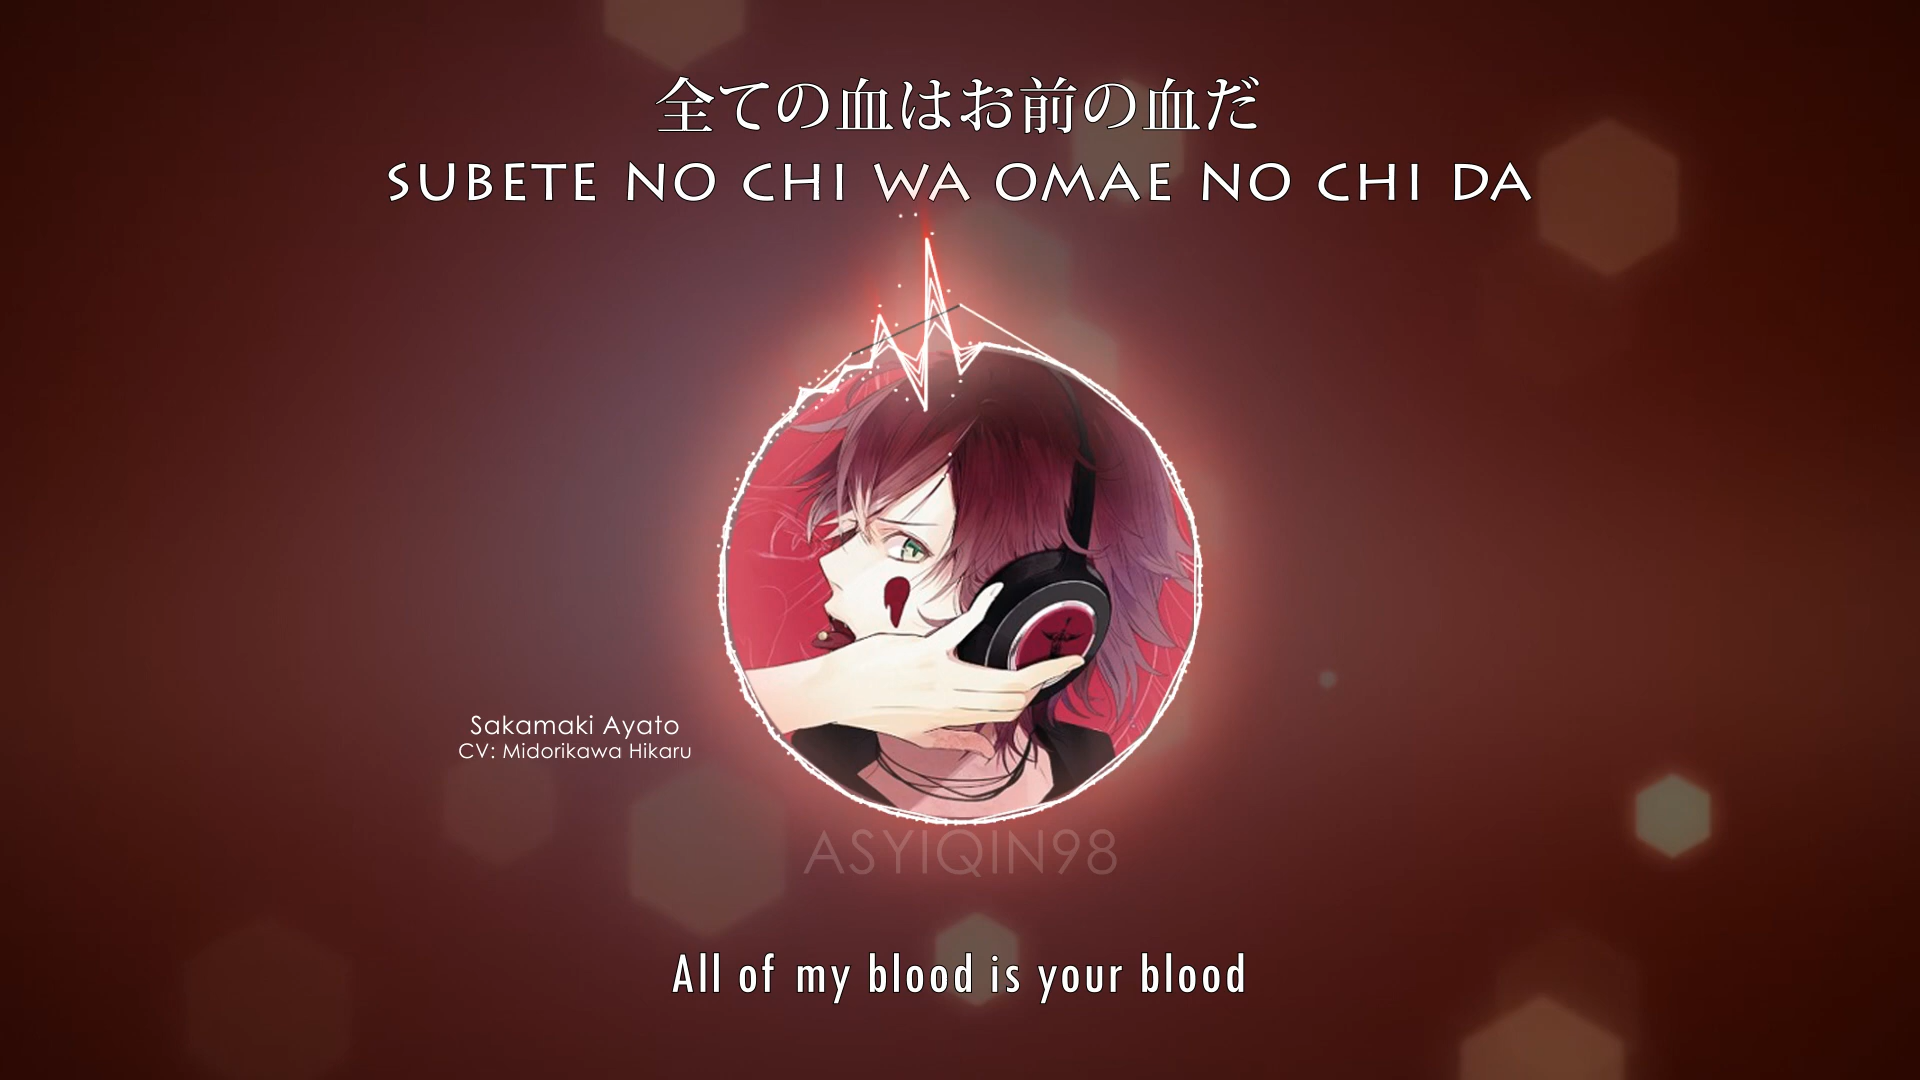 全ての血はお前の血だ
SUBETE NO CHI WA OMAE NO CHI DA
Sakamaki Ayato
CV: Midorikawa Hikaru
ASYIQIN98
All of my blood is your blood